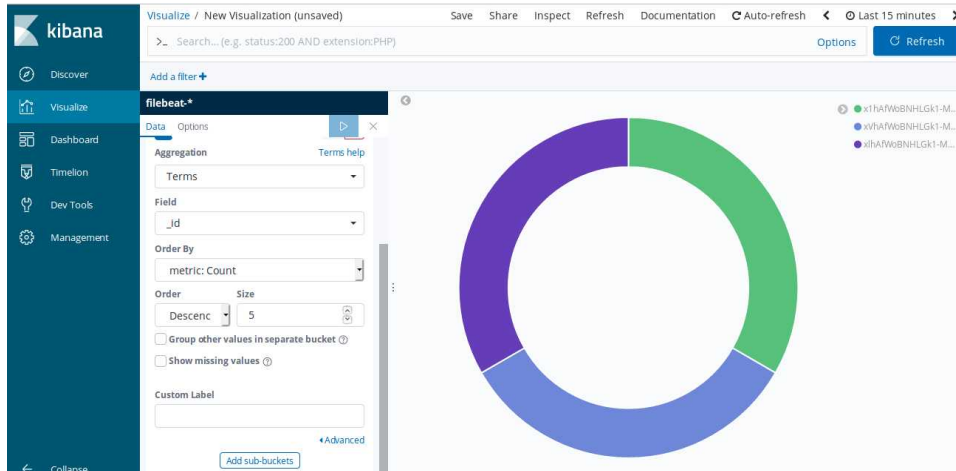 kibana
Discover
Visualize
Dashboard
Timelion
Dev Tools
Management
Collapse
Visualize / New Visualization (unsaved)
Save Share Inspect Refresh Documentation Auto-refresh Last 15 minutes
>_ Search... (e.g. status:200 AND extension:PHP)
Options Refresh
Add a filter +
filebeat-*
Data Options
Aggregation Terms help
Terms
Field
_id
Order By
metric: Count
Order Size
Descenc 5
Group other values in separate bucket
Show missing values
Custom Label
Advanced
Add sub-buckets
x1hAfWoBNHLGk1-M...
xVhAfWoBNHLGk1-M...
xlhAfWoBNHLGk1-M...